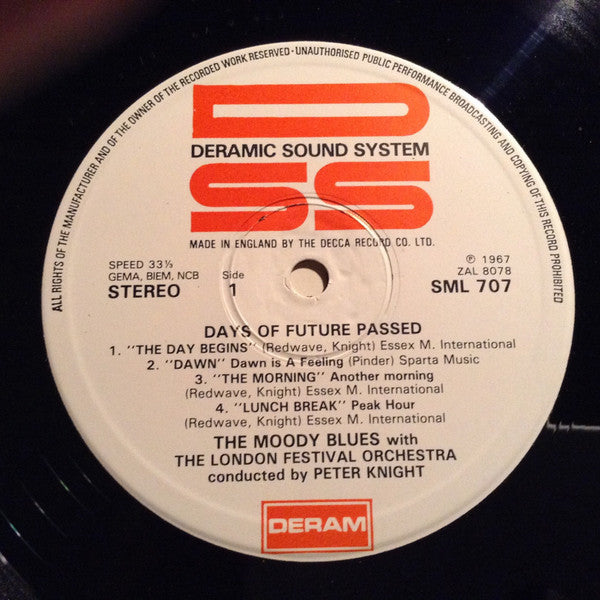 ALL RIGHTS OF THE MANUFACTURER AND OF THE OWNER OF THE RECORDED WORK RESERVED · UNAUTHORISED PUBLIC PERFORMANCE BROADCASTING AND COPYING OF THIS RECORD PROHIBITED
D
DERAMIC SOUND SYSTEM
SS
MADE IN ENGLAND BY THE DECCA RECORD CO. LTD.
SPEED 33⅓
GEMA, BIEM, NCB
STEREO
Side
1
℗ 1967
ZAL 8078
SML 707
DAYS OF FUTURE PASSED
1. "THE DAY BEGINS" (Redwave, Knight) Essex M. International
2. "DAWN" Dawn is A Feeling (Pinder) Sparta Music
3. "THE MORNING" Another morning
(Redwave, Knight) Essex M. International
4. "LUNCH BREAK" Peak Hour
(Redwave, Knight) Essex M. International
THE MOODY BLUES with
THE LONDON FESTIVAL ORCHESTRA
conducted by PETER KNIGHT
DERAM